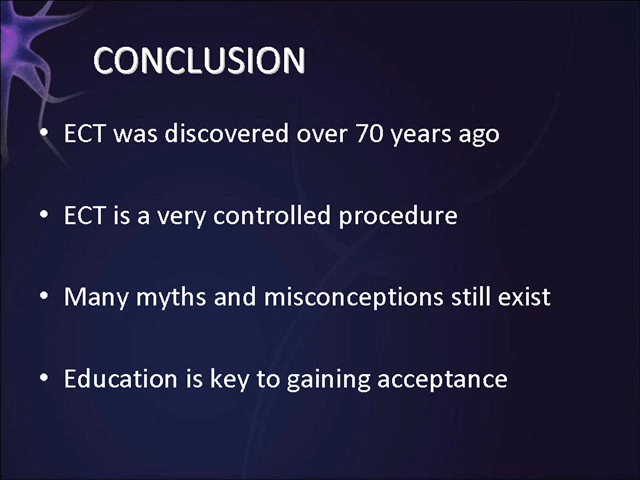 CONCLUSION
• ECT was discovered over 70 years ago
• ECT is a very controlled procedure
• Many myths and misconceptions still exist
• Education is key to gaining acceptance